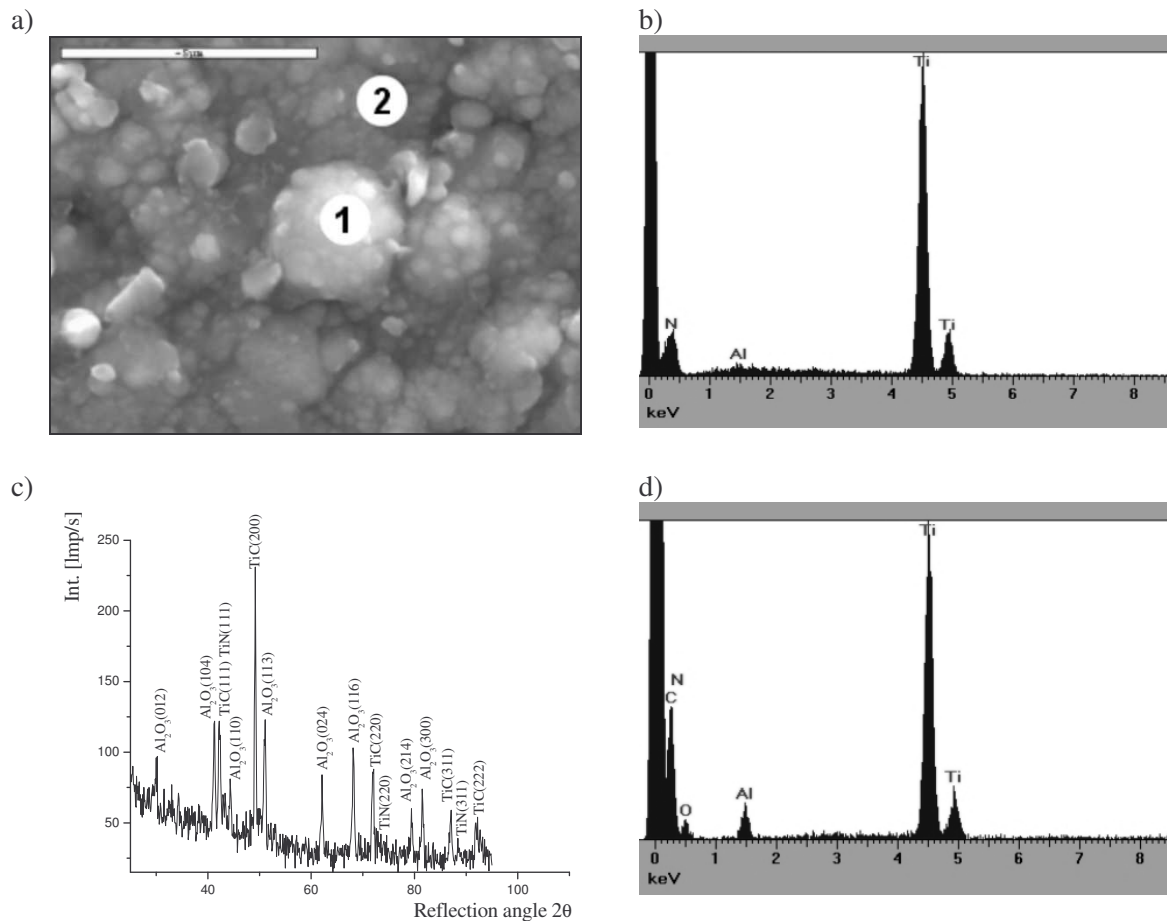 a)
5μm
2
1
b)
Ti
N
Al
Ti
0 1 2 3 4 5 6 7 8
keV
c)
Int. [Imp/s]
250
200
150
100
50
Al2O3(012)
Al2O3(104)
TiC(111) TiN(111)
Al2O3(110)
TiC(200)
Al2O3(113)
Al2O3(024)
Al2O3(116)
TiC(220)
TiN(220)
Al2O3(214)
Al2O3(300)
TiC(311)
TiN(311)
TiC(222)
40 60 80 100
Reflection angle 2θ
d)
Ti
N
C
O
Al
Ti
0 1 2 3 4 5 6 7 8
keV